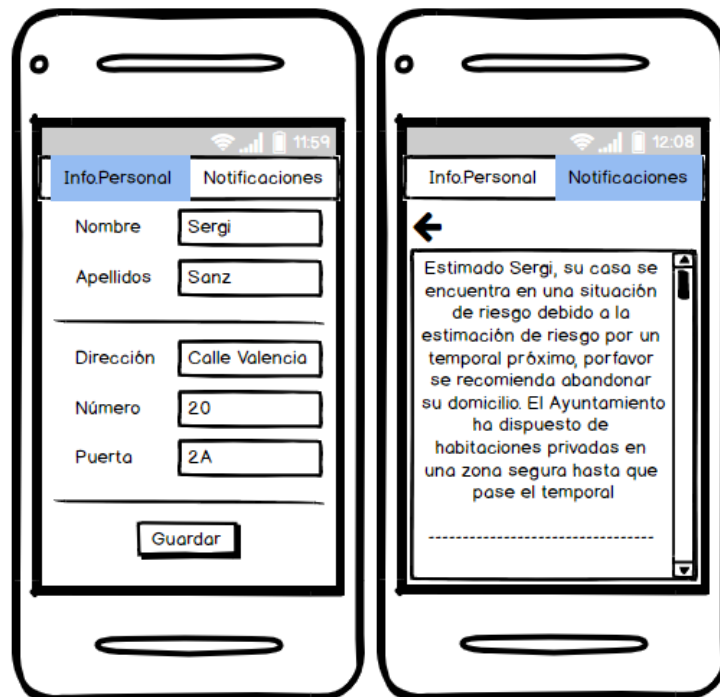 11:59
Info.Personal Notificaciones
Nombre Sergi
Apellidos Sanz
Dirección Calle Valencia
Número 20
Puerta 2A
Guardar
12:08
Info.Personal Notificaciones
Estimado Sergi, su casa se
encuentra en una situación
de riesgo debido a la
estimación de riesgo por un
temporal próximo, porfavor
se recomienda abandonar
su domicilio. El Ayuntamiento
ha dispuesto de
habitaciones privadas en
una zona segura hasta que
pase el temporal
---------------------------------